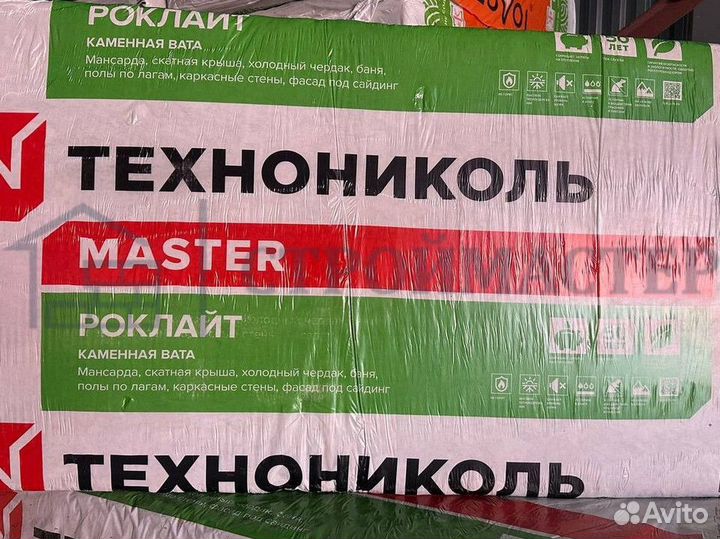 РОКЛАЙТ
КАМЕННАЯ ВАТА
Мансарда, скатная крыша, холодный чердак, баня,
полы по лагам, каркасные стены, фасад под сайдинг
50 ЛЕТ
ТЕХНОНИКОЛЬ
MASTER
СТРОЙМАСТЕР
РОКЛАЙТ
КАМЕННАЯ ВАТА
Мансарда, скатная крыша, холодный чердак, баня,
полы по лагам, каркасные стены, фасад под сайдинг
ТЕХНОНИКОЛЬ
Avito